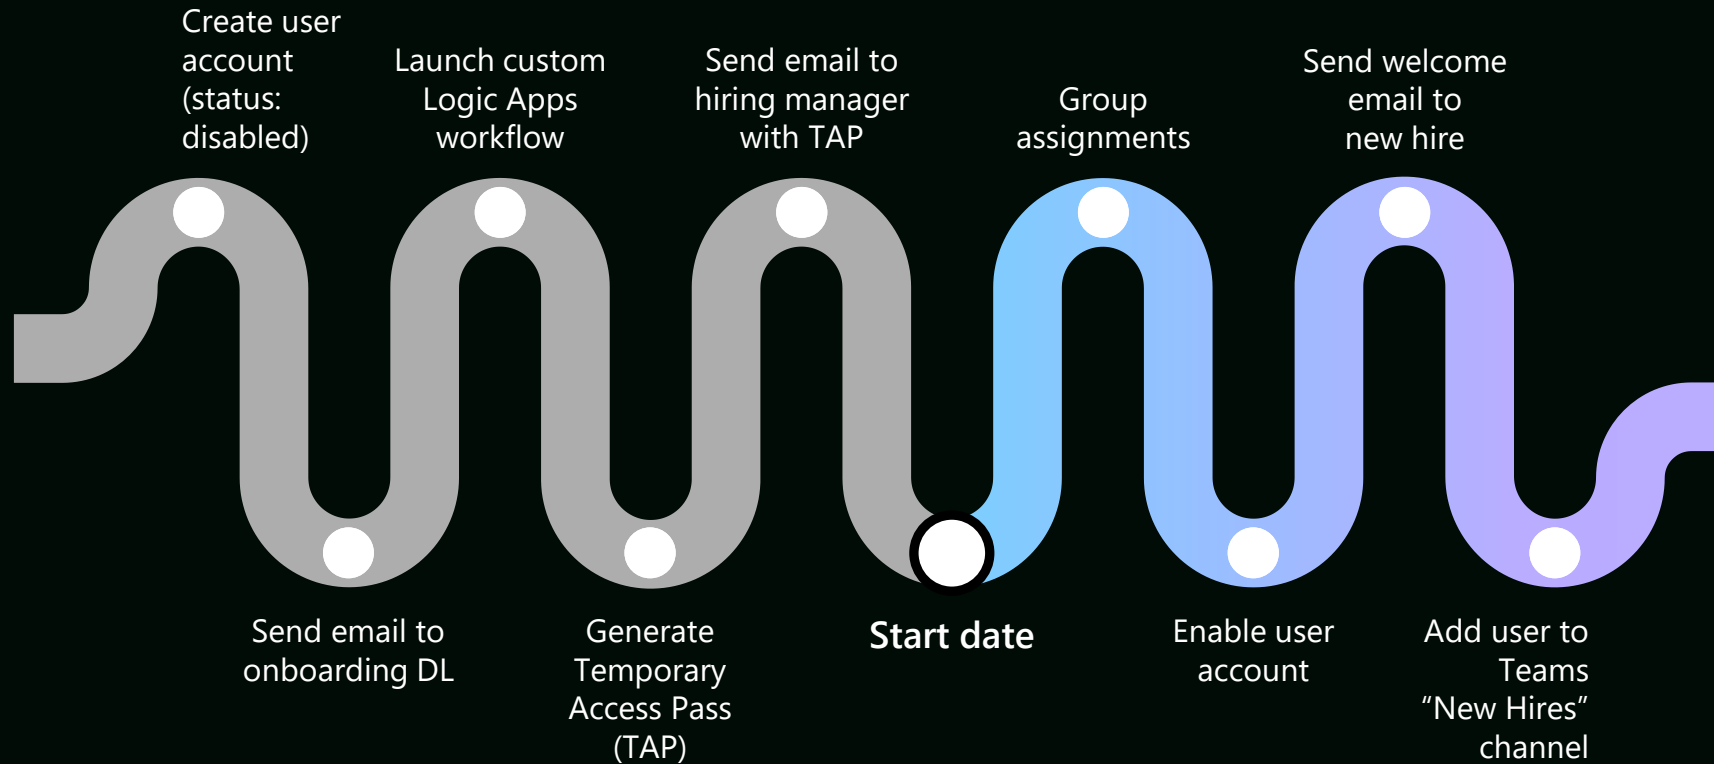 Create user
account
(status:
disabled)
Send email to
onboarding DL
Launch custom
Logic Apps
workflow
Generate
Temporary
Access Pass
(TAP)
Send email to
hiring manager
with TAP
Start date
Group
assignments
Enable user
account
Send welcome
email to
new hire
Add user to
Teams
“New Hires”
channel